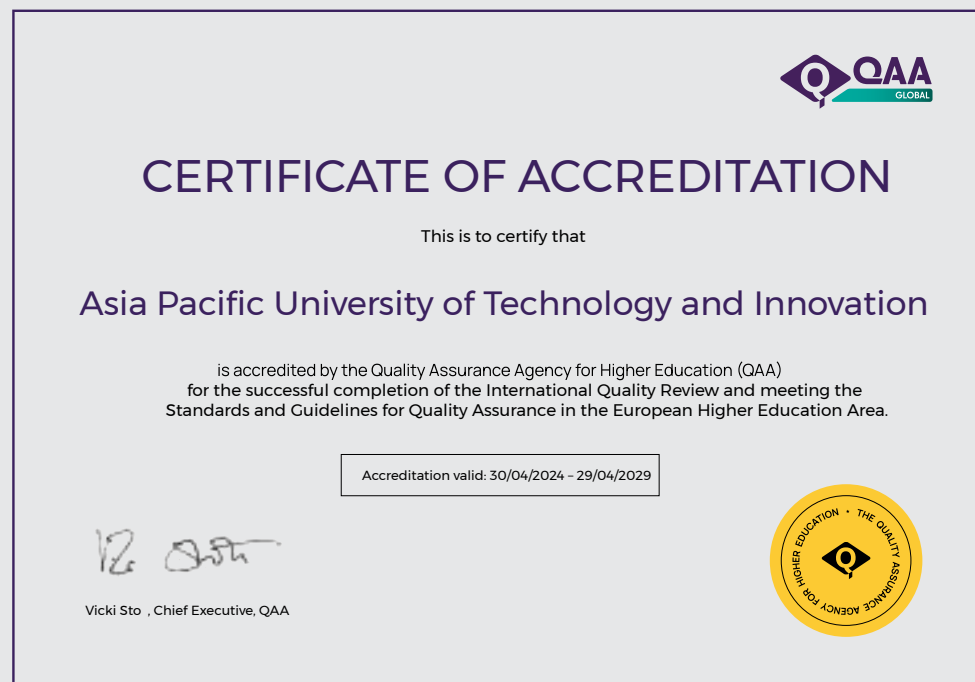 QAA
GLOBAL
CERTIFICATE OF ACCREDITATION
This is to certify that
Asia Pacific University of Technology and Innovation
is accredited by the Quality Assurance Agency for Higher Education (QAA)
for the successful completion of the International Quality Review and meeting the
Standards and Guidelines for Quality Assurance in the European Higher Education Area.
Accreditation valid: 30/04/2024 – 29/04/2029
Vicki Sto , Chief Executive, QAA
THE QUALITY ASSURANCE AGENCY FOR HIGHER EDUCATION •